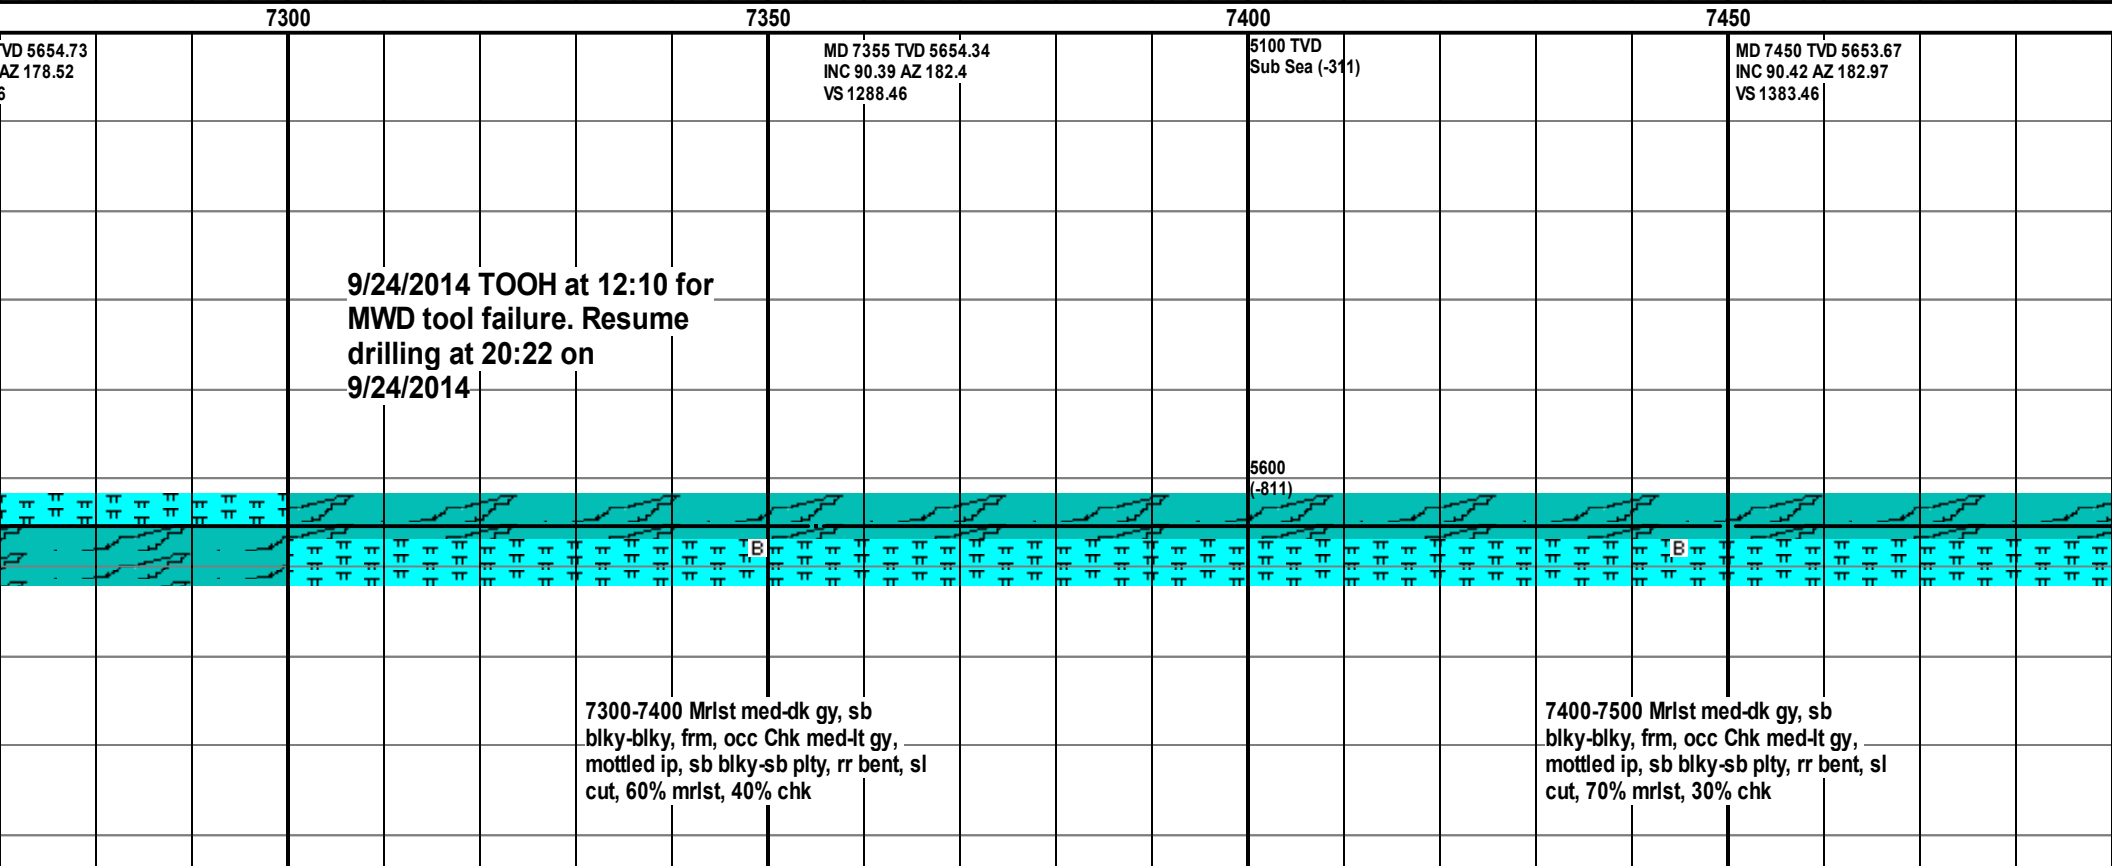 7300 7350 7400 7450
TVD 5654.73
AZ 178.52
6
MD 7355 TVD 5654.34
INC 90.39 AZ 182.4
VS 1288.46
5100 TVD
Sub Sea (-311)
MD 7450 TVD 5653.67
INC 90.42 AZ 182.97
VS 1383.46
9/24/2014 TOOH at 12:10 for
MWD tool failure. Resume
drilling at 20:22 on
9/24/2014
5600
(-811)
B
B
7300-7400 Mrlst med-dk gy, sb
blky-blky, frm, occ Chk med-lt gy,
mottled ip, sb blky-sb plty, rr bent, sl
cut, 60% mrlst, 40% chk
7400-7500 Mrlst med-dk gy, sb
blky-blky, frm, occ Chk med-lt gy,
mottled ip, sb blky-sb plty, rr bent, sl
cut, 70% mrlst, 30% chk